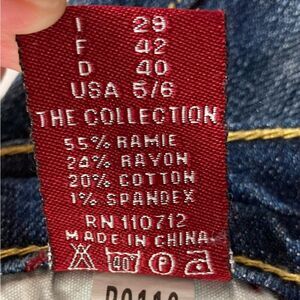 I 29
F 42
D 40
USA 5/6
THE COLLECTION
55% RAMIE
24% RAYON
20% COTTON
1% SPANDEX
RN 110712
MADE IN CHINA
40
P